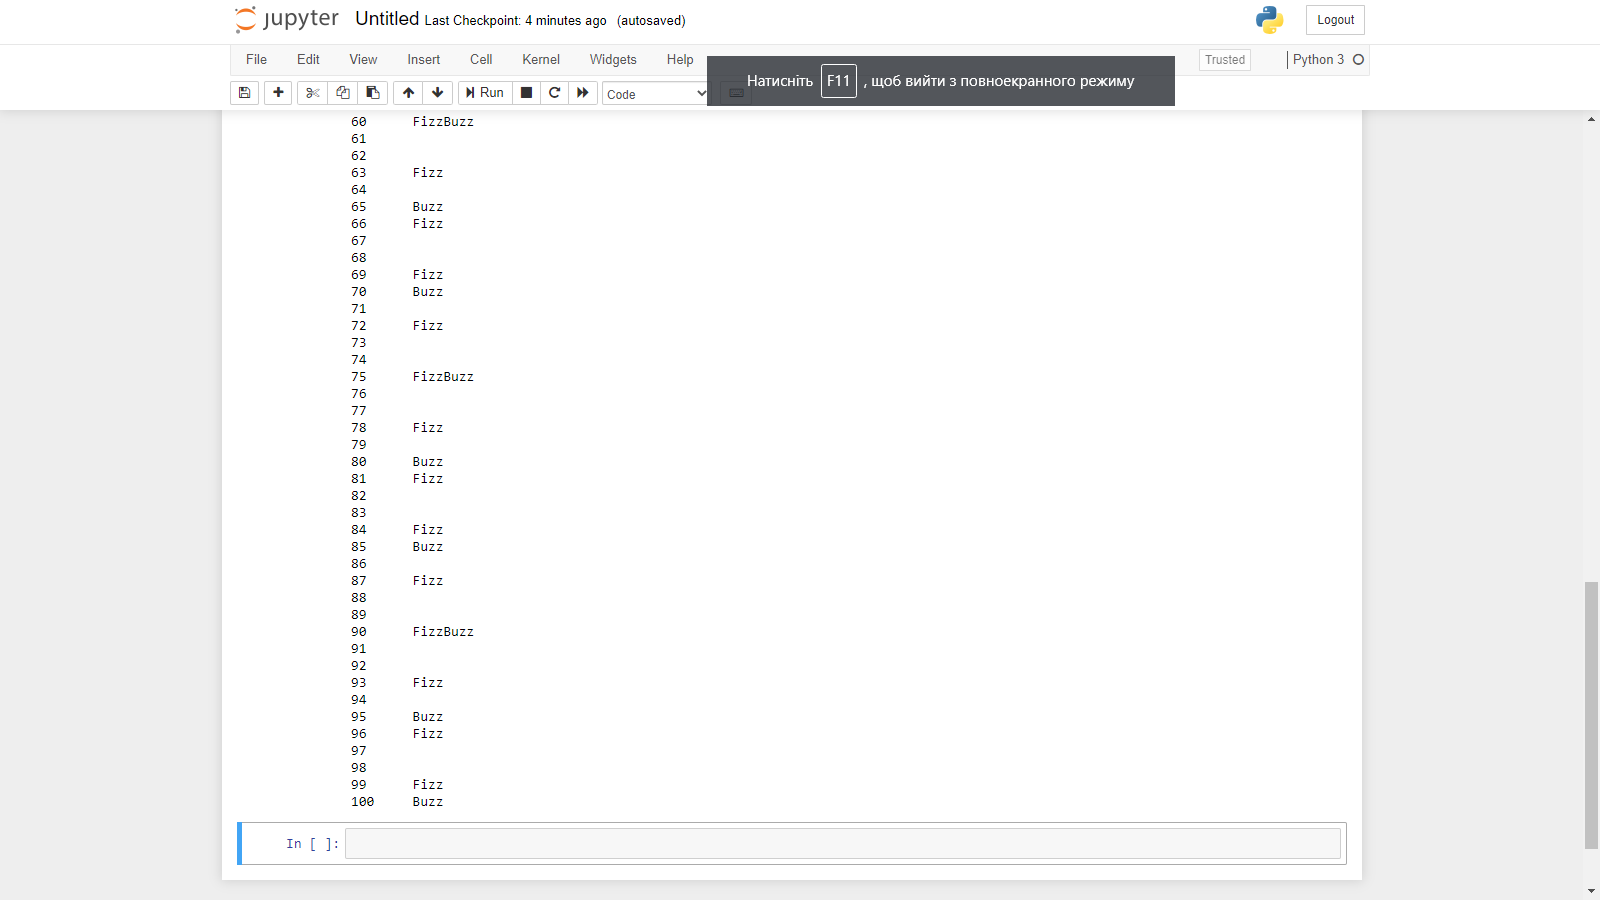 jupyter Untitled Last Checkpoint: 4 minutes ago (autosaved) Logout
File Edit View Insert Cell Kernel Widgets Help Trusted Python 3
Натисніть F11 , щоб вийти з повноекранного режиму
Run Code
60 FizzBuzz
61
62
63 Fizz
64
65 Buzz
66 Fizz
67
68
69 Fizz
70 Buzz
71
72 Fizz
73
74
75 FizzBuzz
76
77
78 Fizz
79
80 Buzz
81 Fizz
82
83
84 Fizz
85 Buzz
86
87 Fizz
88
89
90 FizzBuzz
91
92
93 Fizz
94
95 Buzz
96 Fizz
97
98
99 Fizz
100 Buzz
In [ ]: